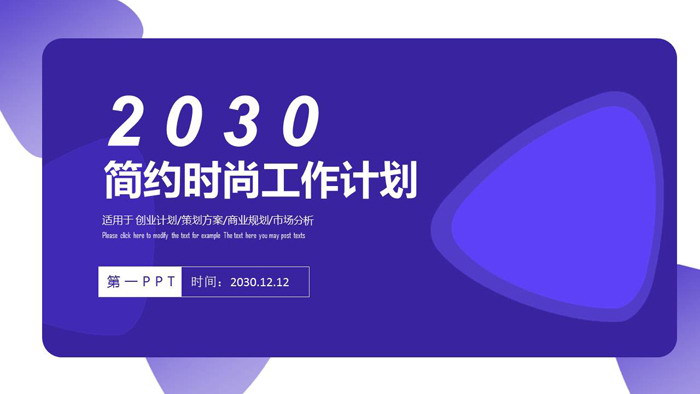 2030
简约时尚工作计划
适用于 创业计划/策划方案/商业规划/市场分析
Please click here to modify the text for example The text here you may post texts
第一PPT 时间：2030.12.12